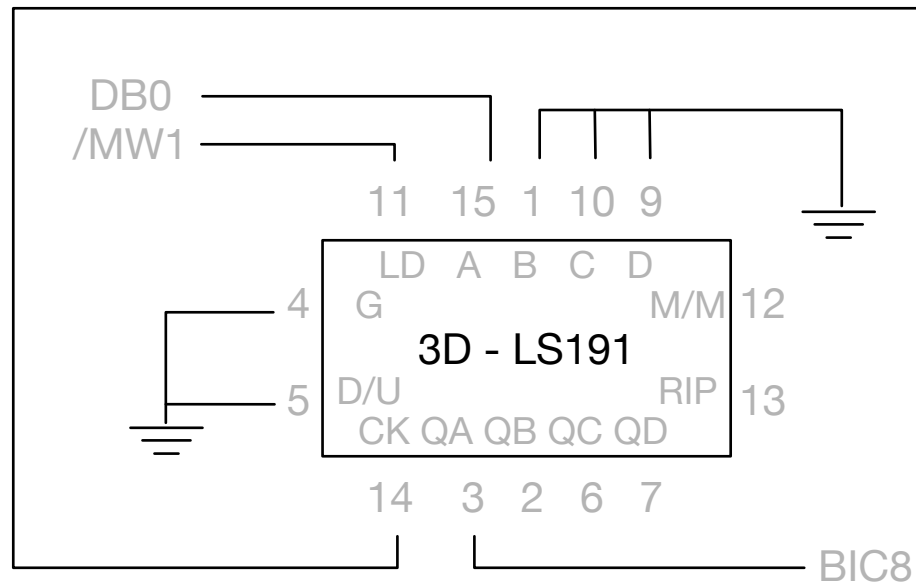 DB0
/MW1
11 15 1 10 9
LD A B C D
4 G M/M 12
3D - LS191
5 D/U RIP 13
CK QA QB QC QD
14 3 2 6 7
BIC8